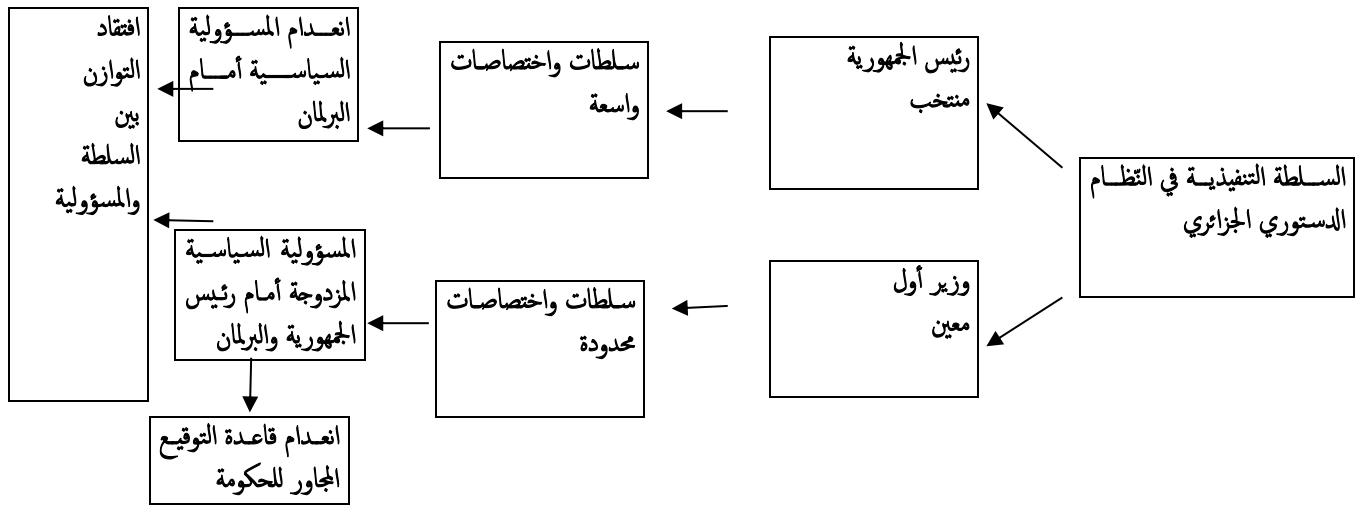 السلطة التنفيذية في النّظام
الدستوري الجزائري
رئيس الجمهورية
منتخب
سلطات واختصاصات
واسعة
انعدام المسؤولية
السياسية أمام
البرلمان
وزير أول
معين
سلطات واختصاصات
محدودة
المسؤولية السياسية
المزدوجة أمام رئيس
الجمهورية والبرلمان
انعدام قاعدة التوقيع
المجاور للحكومة
افتقاد
التوازن
بين
السلطة
والمسؤولية